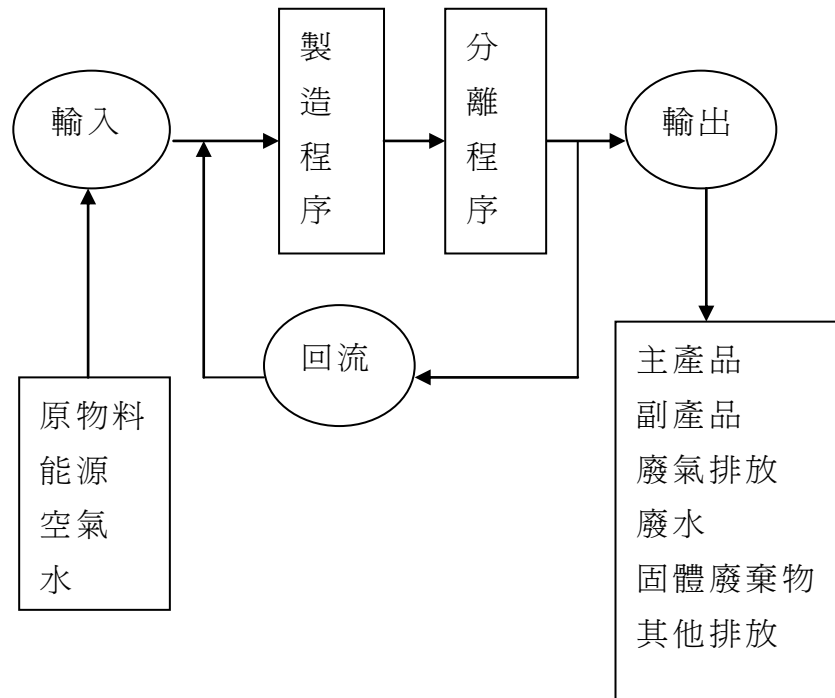 輸入
製造程序
分離程序
輸出
回流
原物料
能源
空氣
水
主產品
副產品
廢氣排放
廢水
固體廢棄物
其他排放